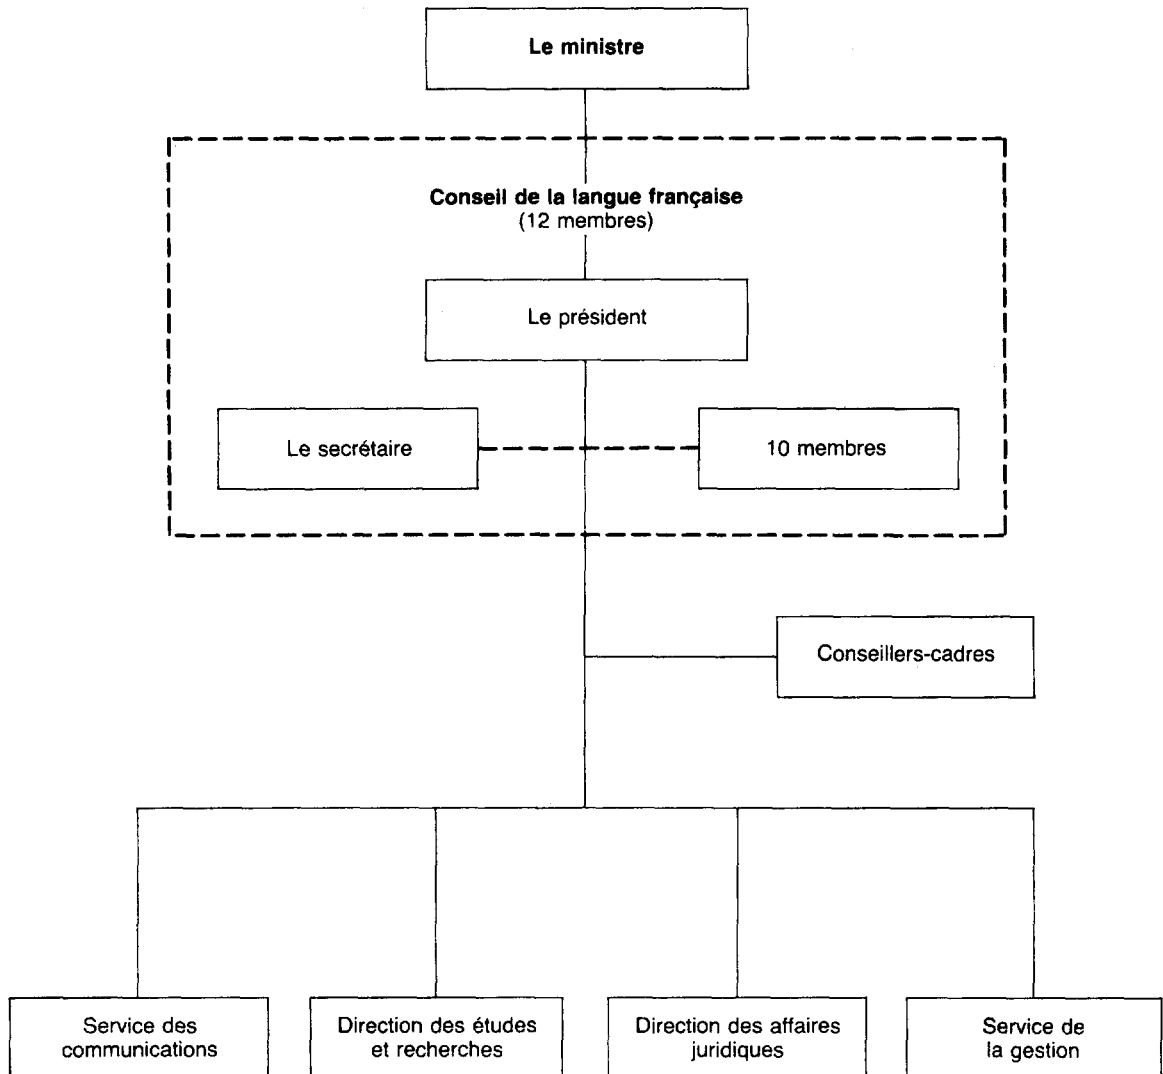 Le ministre
Conseil de la langue française
(12 membres)
Le président
Le secrétaire
10 membres
Conseillers-cadres
Service des
communications
Direction des études
et recherches
Direction des affaires
juridiques
Service de
la gestion